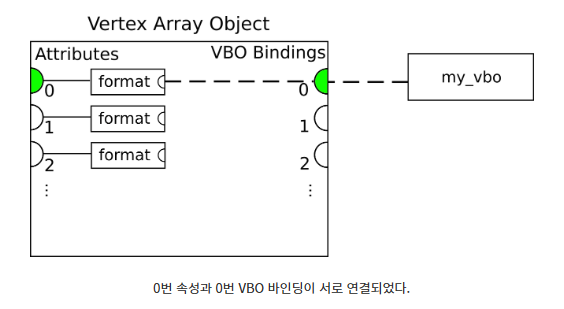 Vertex Array Object
Attributes VBO Bindings
0 format 0 my_vbo
1 format 1
2 format 2
⋮ ⋮
0번 속성과 0번 VBO 바인딩이 서로 연결되었다.